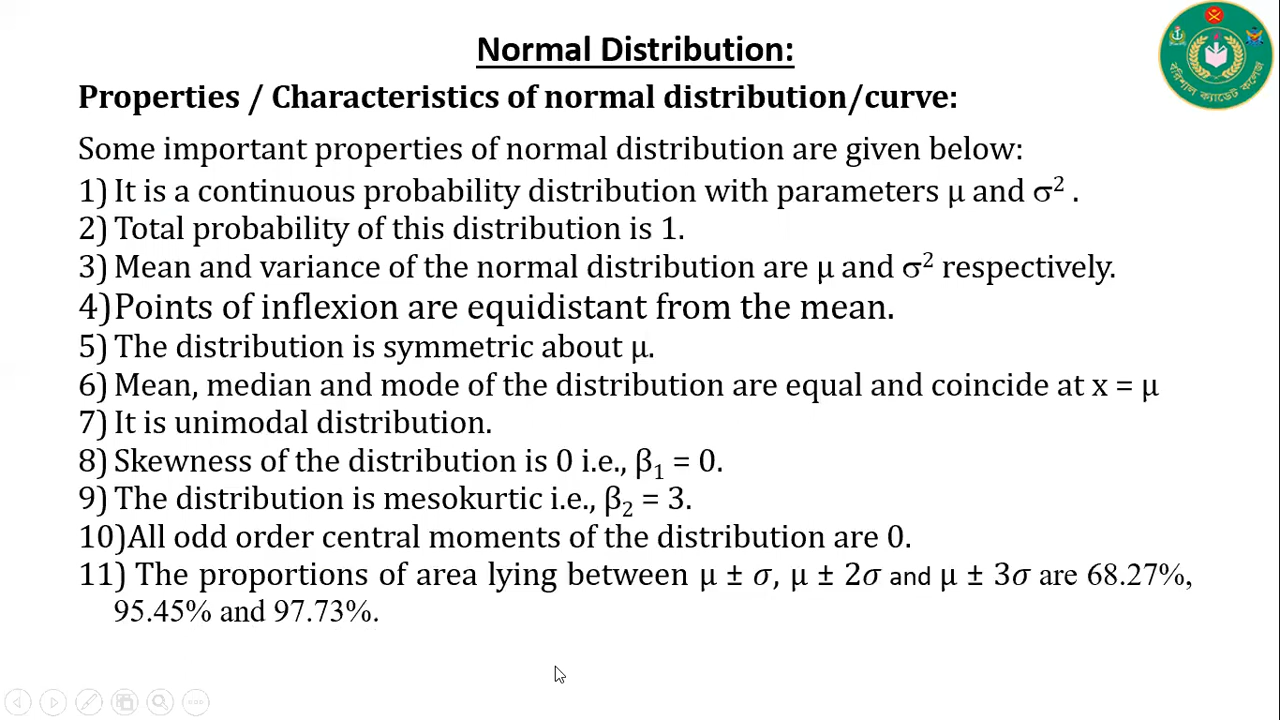 Normal Distribution:
বরিশাল ক্যাডেট কলেজ
Properties / Characteristics of normal distribution/curve:
Some important properties of normal distribution are given below:
1) It is a continuous probability distribution with parameters μ and σ² .
2) Total probability of this distribution is 1.
3) Mean and variance of the normal distribution are μ and σ² respectively.
4)Points of inflexion are equidistant from the mean.
5) The distribution is symmetric about μ.
6) Mean, median and mode of the distribution are equal and coincide at x = μ
7) It is unimodal distribution.
8) Skewness of the distribution is 0 i.e., β₁ = 0.
9) The distribution is mesokurtic i.e., β₂ = 3.
10)All odd order central moments of the distribution are 0.
11) The proportions of area lying between μ ± σ, μ ± 2σ and μ ± 3σ are 68.27%,
95.45% and 97.73%.